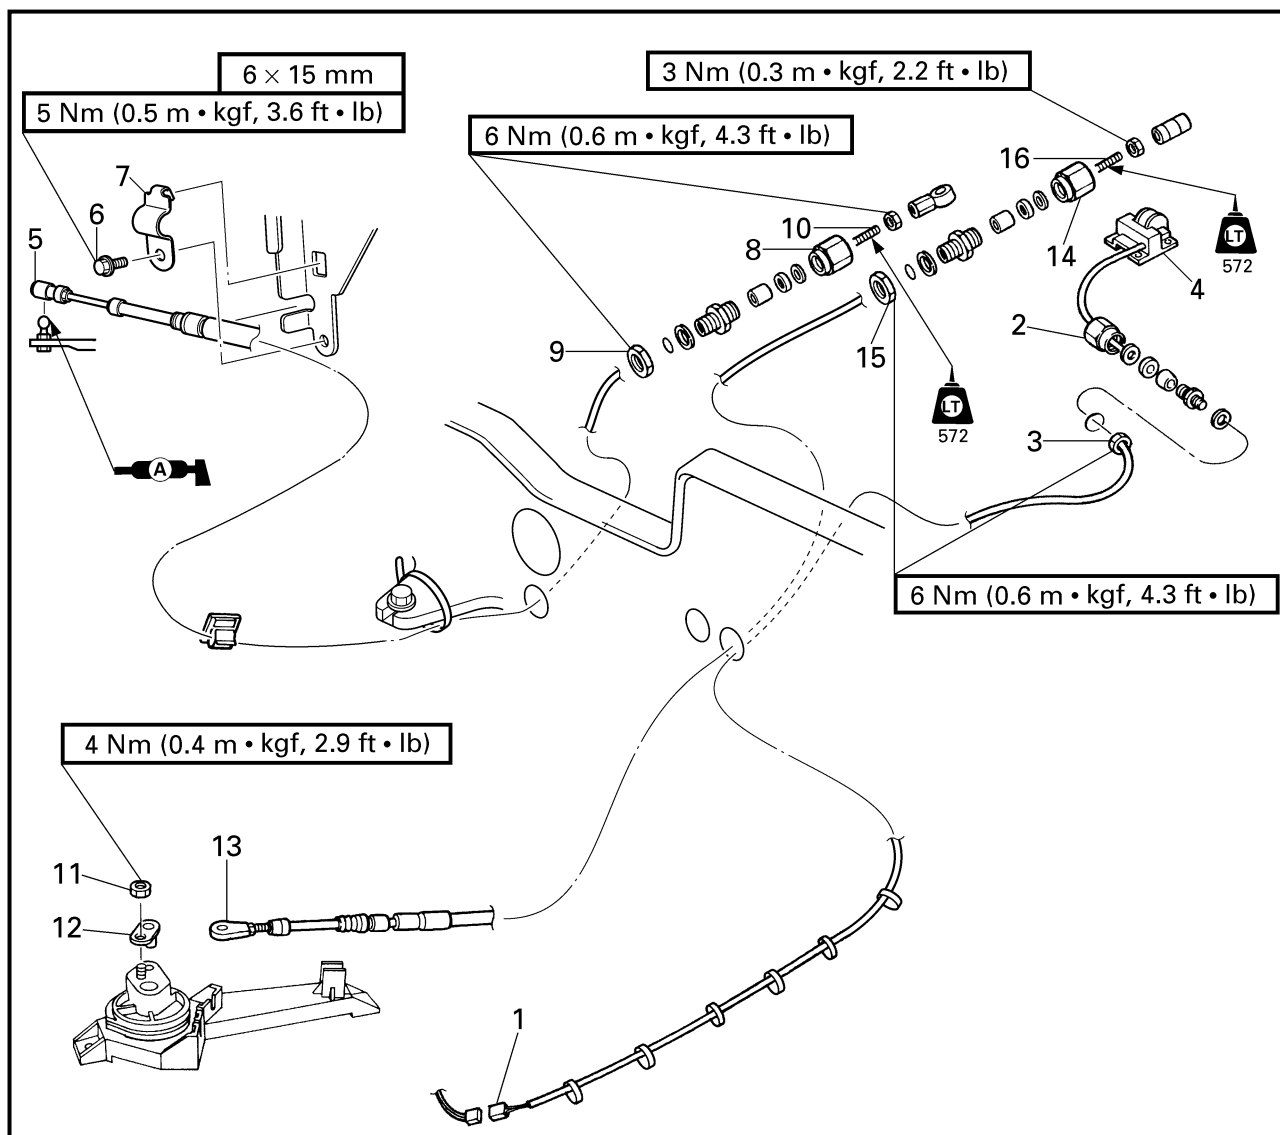 6 × 15 mm
5 Nm (0.5 m • kgf, 3.6 ft • lb)
3 Nm (0.3 m • kgf, 2.2 ft • lb)
6 Nm (0.6 m • kgf, 4.3 ft • lb)
7
6
5
16
10
8
14
LT
572
4
2
9
15
LT
572
3
A
6 Nm (0.6 m • kgf, 4.3 ft • lb)
4 Nm (0.4 m • kgf, 2.9 ft • lb)
13
11
12
1